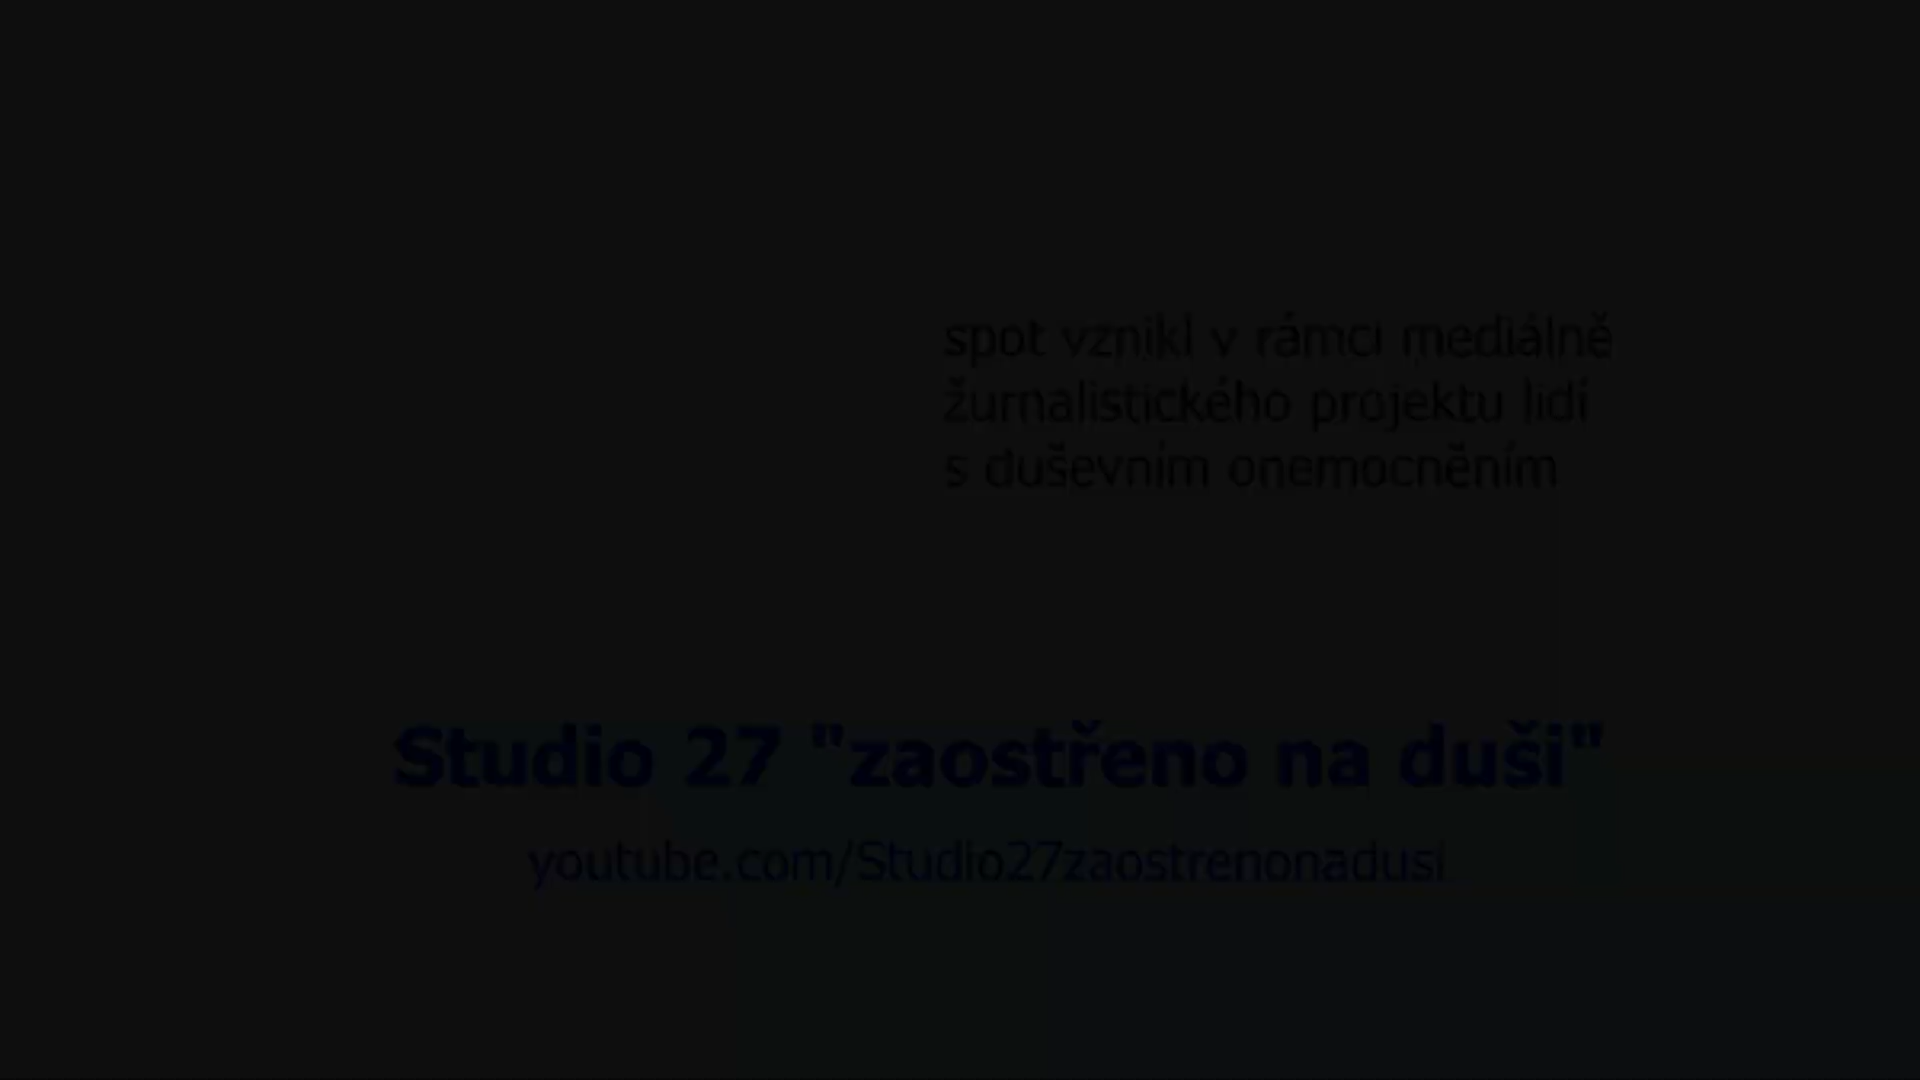 spot vznikl v rámci mediálně
žurnalistického projektu lidí
s duševním onemocněním
Studio 27 "zaostřeno na duši"
youtube.com/Studio27zaostrenonadusi